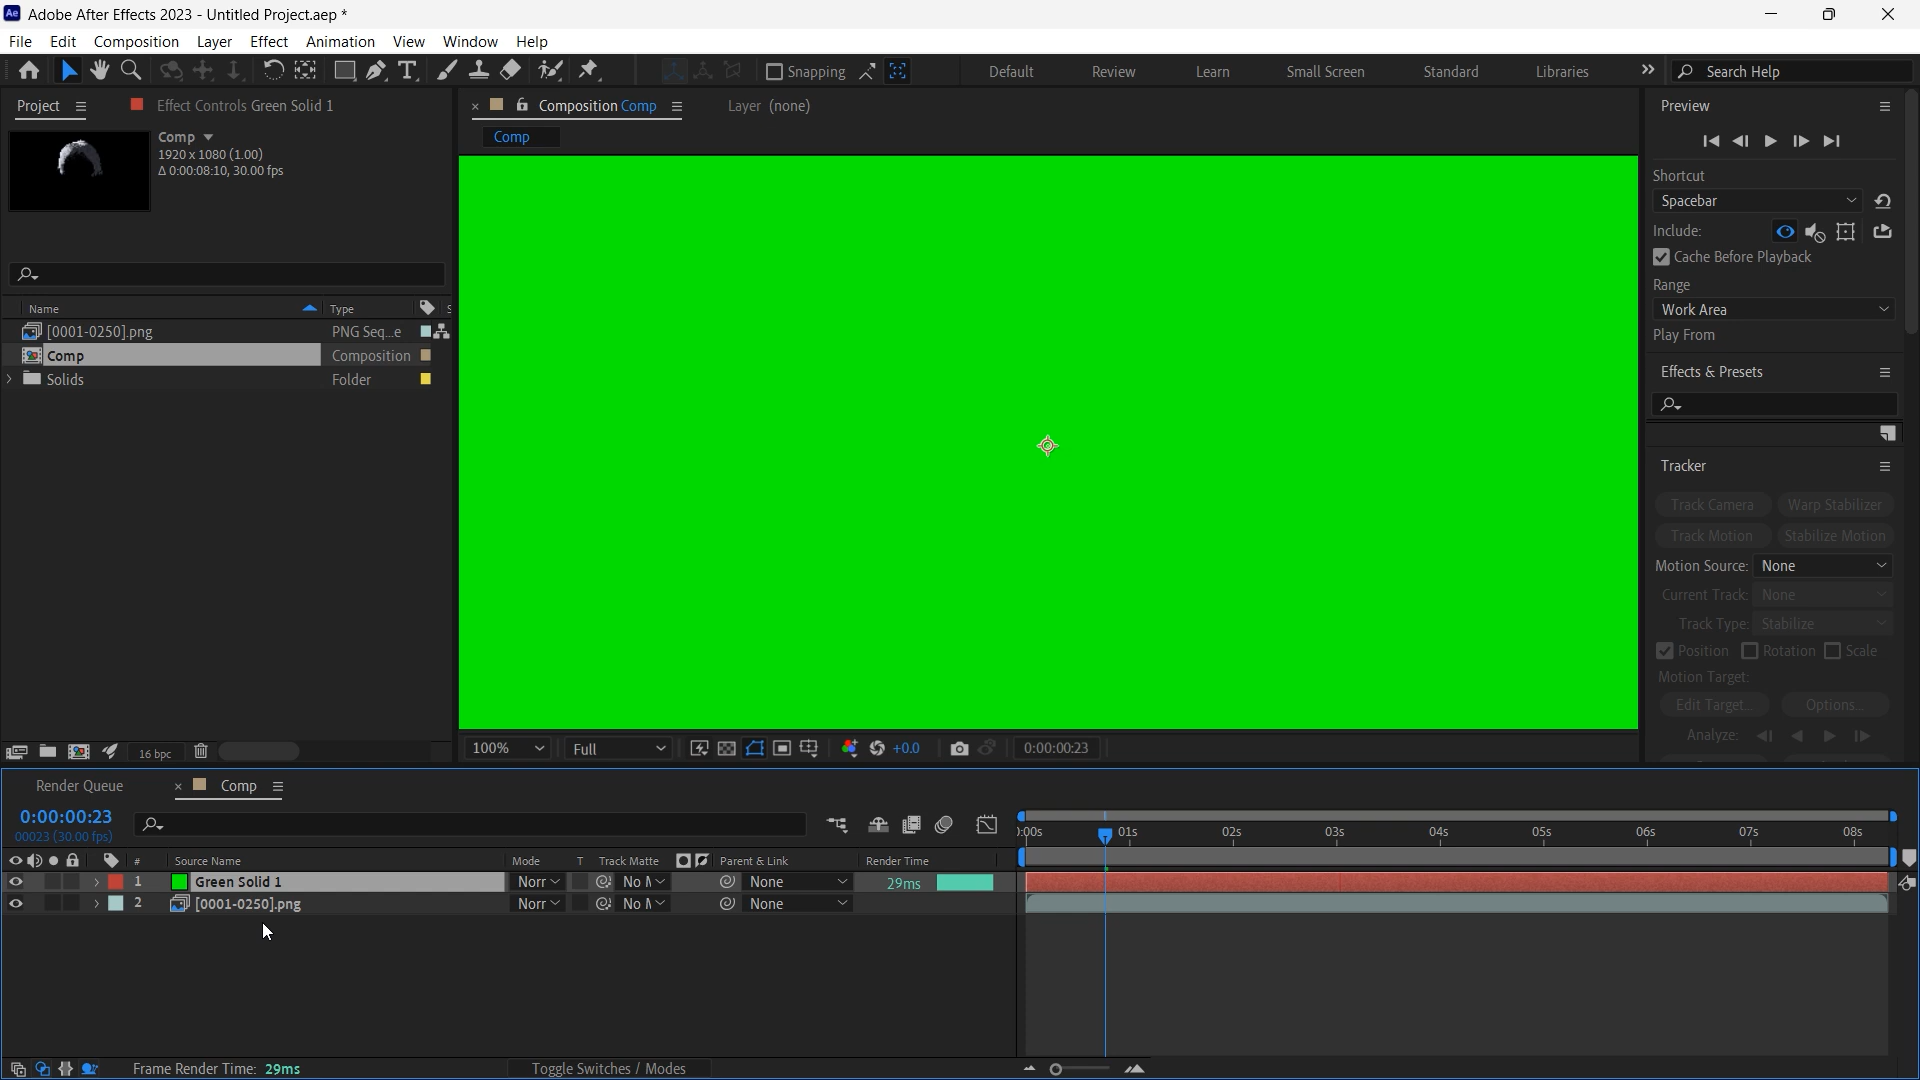 Ae Adobe After Effects 2023 - Untitled Project.aep *
File Edit Composition Layer Effect Animation View Window Help
Snapping Default Review Learn Small Screen Standard Libraries Search Help
Project Effect Controls Green Solid 1
Comp
1920 x 1080 (1.00)
Δ 0:00:08:10, 30.00 fps
Name Type S
[0001-0250].png PNG Seq...e
Comp Composition
Solids Folder
16 bpc
× Composition Comp Layer (none)
Comp
100% Full +0.0 0:00:00:23
Preview
Shortcut
Spacebar
Include:
Cache Before Playback
Range
Work Area
Play From
Effects & Presets
Tracker
Track Camera Warp Stabilizer
Track Motion Stabilize Motion
Motion Source: None
Current Track: None
Track Type: Stabilize
Position Rotation Scale
Motion Target:
Edit Target... Options...
Analyze:
Render Queue × Comp
0:00:00:23
00023 (30.00 fps)
):00s 01s 02s 03s 04s 05s 06s 07s 08s
# Source Name Mode T Track Matte Parent & Link Render Time
1 Green Solid 1 Norr No M None 29ms
2 [0001-0250].png Norr No M None
Frame Render Time: 29ms Toggle Switches / Modes